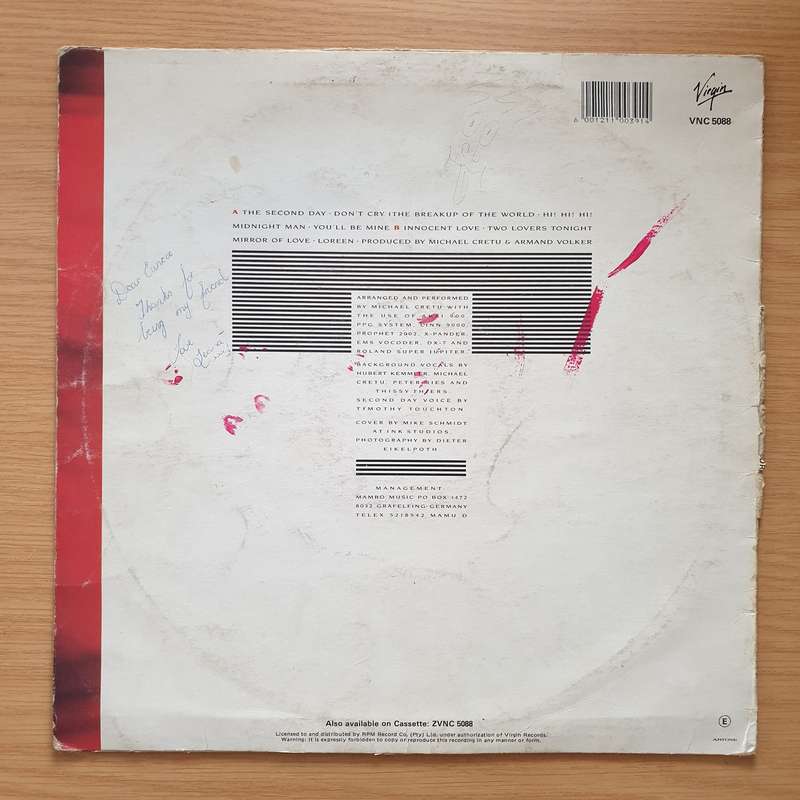 Virgin
VNC 5088
6 001211 003914
A THE SECOND DAY · DON'T CRY (THE BREAKUP OF THE WORLD · HI! HI! HI!
MIDNIGHT MAN · YOU'LL BE MINE B INNOCENT LOVE · TWO LOVERS TONIGHT
MIRROR OF LOVE · LOREEN · PRODUCED BY MICHAEL CRETU & ARMAND VOLKER
Dear
Thanks for
being my friend
Love
ARRANGED AND PERFORMED
BY MICHAEL CRETU WITH
THE USE OF 900
PPG SYSTEM, LINN 9000,
PROPHET 2002, X-PANDER,
EMS VOCODER, DX-7 AND
ROLAND SUPER JUPITER.
BACKGROUND VOCALS BY
HUBERT KEMMLER, MICHAEL
CRETU, PETER RIES AND
THISSY THIERS
SECOND DAY VOICE BY
TIMOTHY TOUCHTON
COVER BY MIKE SCHMIDT
AT INK STUDIOS.
PHOTOGRAPHY BY DIETER
EIKELPOTH
MANAGEMENT
MAMBO MUSIC PO BOX 1472
8032 GRÄFELFING-GERMANY
TELEX 5218942 MAMU D
Also available on Cassette: ZVNC 5088
Licensed to and distributed by RPM Record Co. (Pty) Ltd. under authorization of Virgin Records.
Warning: It is expressly forbidden to copy or reproduce this recording in any manner or form.
E